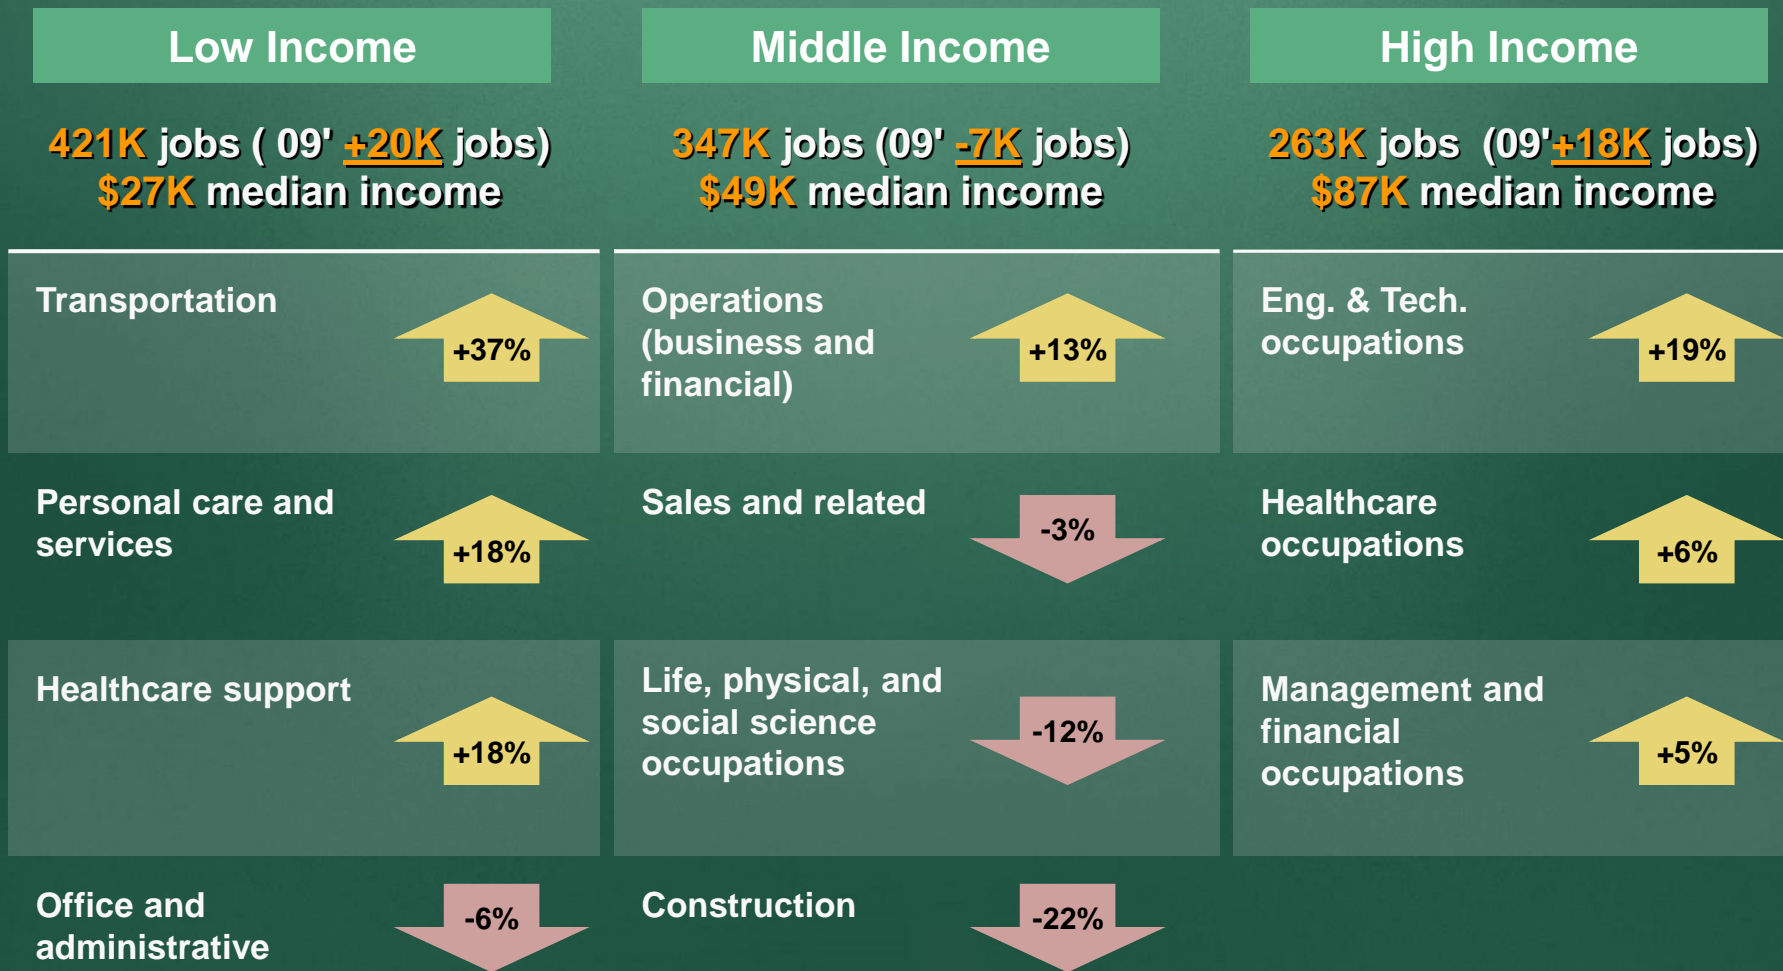 Low Income
421K jobs ( 09' +20K jobs)
$27K median income
Transportation
+37%
Personal care and
services
+18%
Healthcare support
+18%
Office and
administrative
-6%
Middle Income
347K jobs (09' -7K jobs)
$49K median income
Operations
(business and
financial)
+13%
Sales and related
-3%
Life, physical, and
social science
occupations
-12%
Construction
-22%
High Income
263K jobs (09'+18K jobs)
$87K median income
Eng. & Tech.
occupations
+19%
Healthcare
occupations
+6%
Management and
financial
occupations
+5%